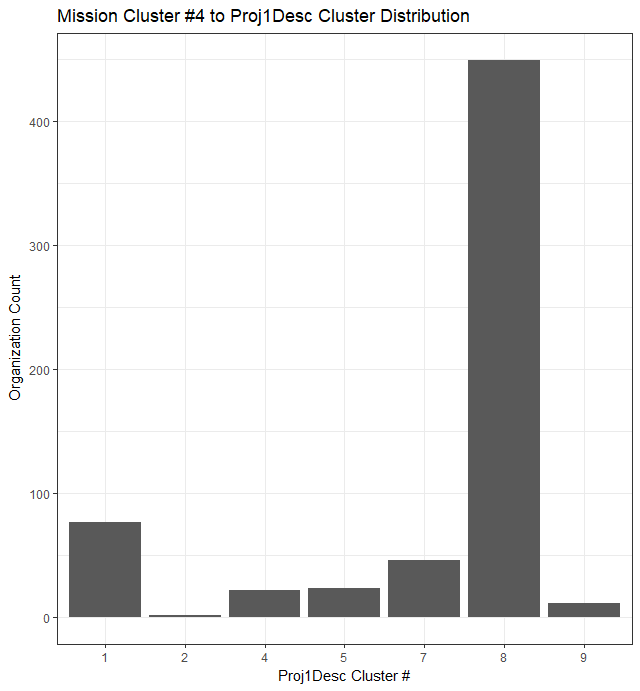 Mission Cluster #4 to Proj1Desc Cluster Distribution
Organization Count
400
300
200
100
0
1 2 4 5 7 8 9
Proj1Desc Cluster #